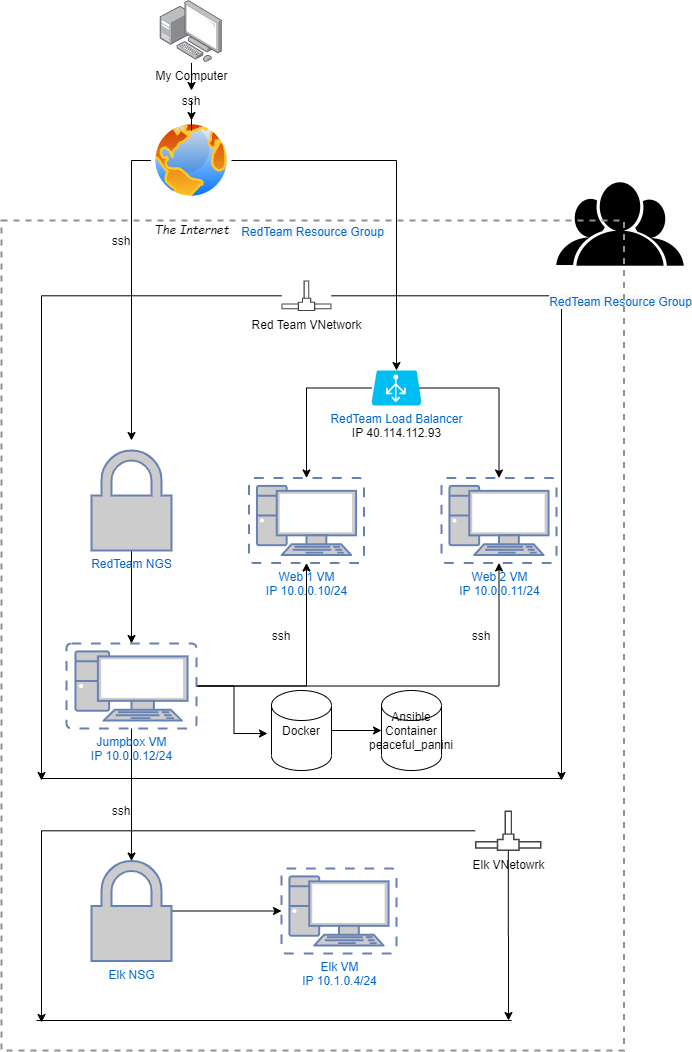 My Computer
ssh
The Internet
RedTeam Resource Group
ssh
RedTeam Resource Group
Red Team VNetwork
RedTeam Load Balancer
IP 40.114.112.93
RedTeam NGS
Web 1 VM
IP 10.0.0.10/24
Web 2 VM
IP 10.0.0.11/24
ssh
ssh
Jumpbox VM
IP 10.0.0.12/24
Docker
Ansible
Container
peaceful_panini
ssh
Elk VNetowrk
Elk NSG
Elk VM
IP 10.1.0.4/24